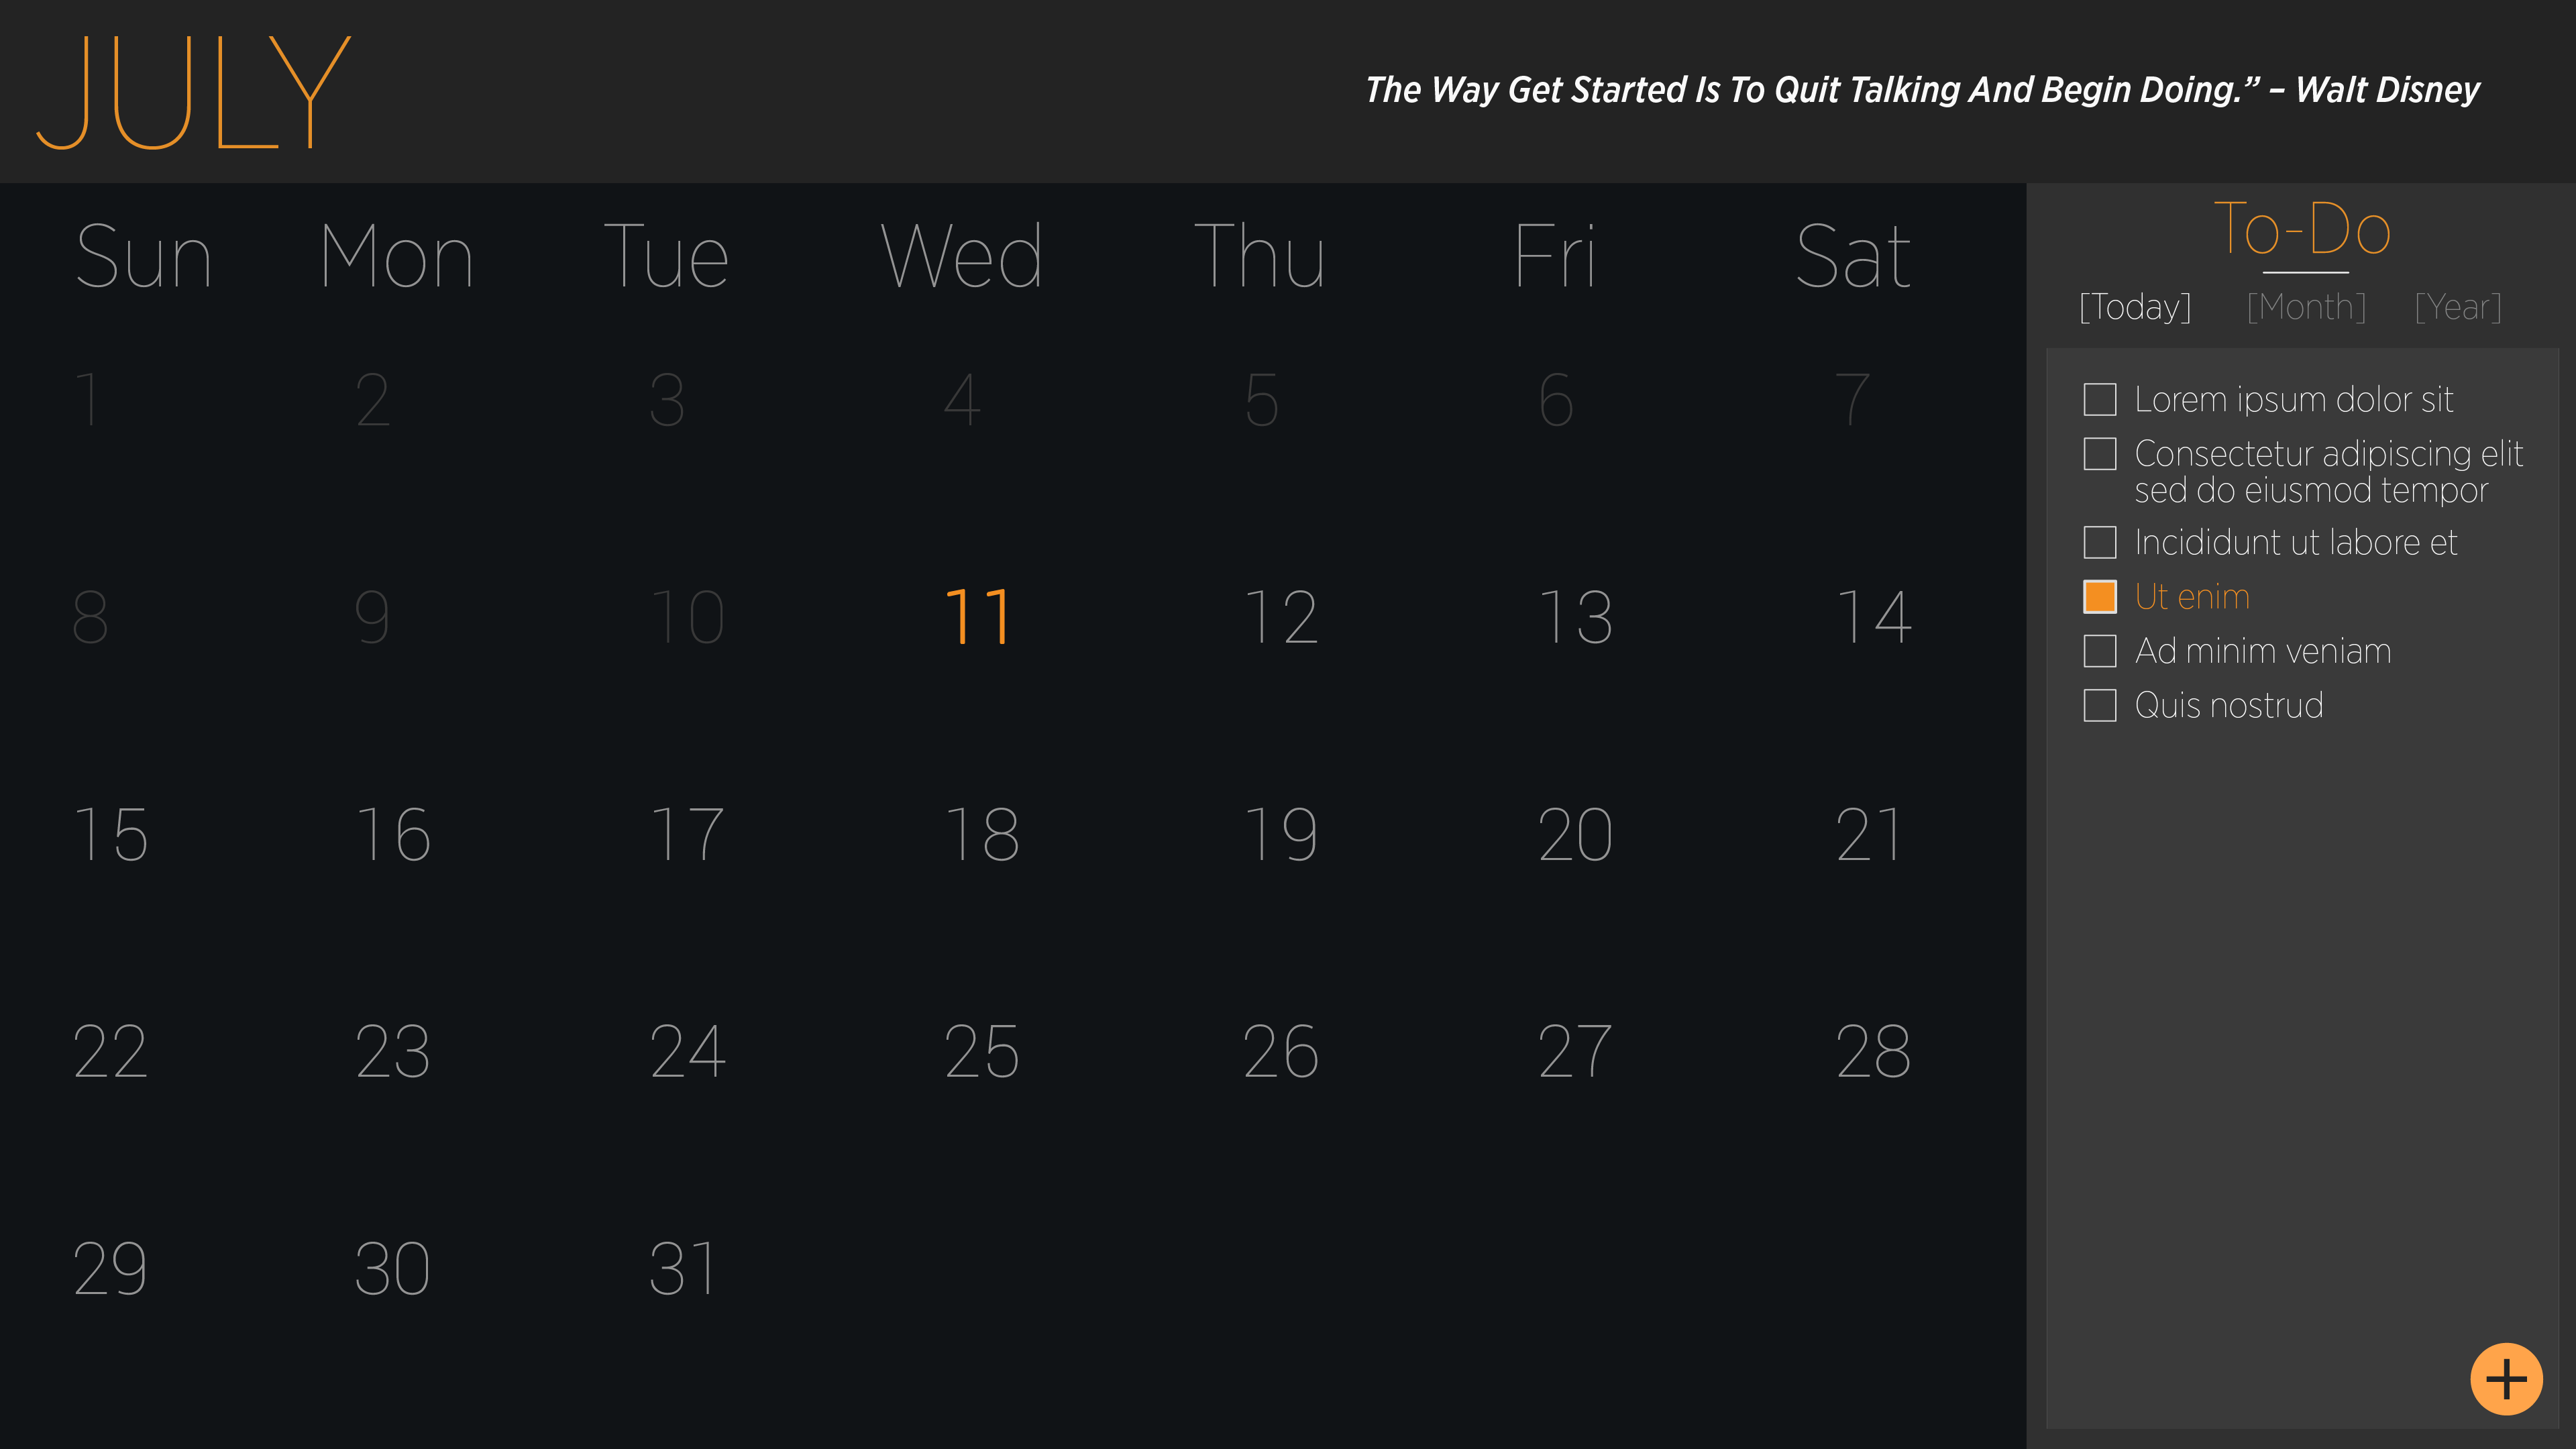 JULY
The Way Get Started Is To Quit Talking And Begin Doing.” – Walt Disney
Sun Mon Tue Wed Thu Fri Sat
1 2 3 4 5 6 7
8 9 10 11 12 13 14
15 16 17 18 19 20 21
22 23 24 25 26 27 28
29 30 31
To-Do
[Today] [Month] [Year]
Lorem ipsum dolor sit
Consectetur adipiscing elit
sed do eiusmod tempor
Incididunt ut labore et
Ut enim
Ad minim veniam
Quis nostrud
+